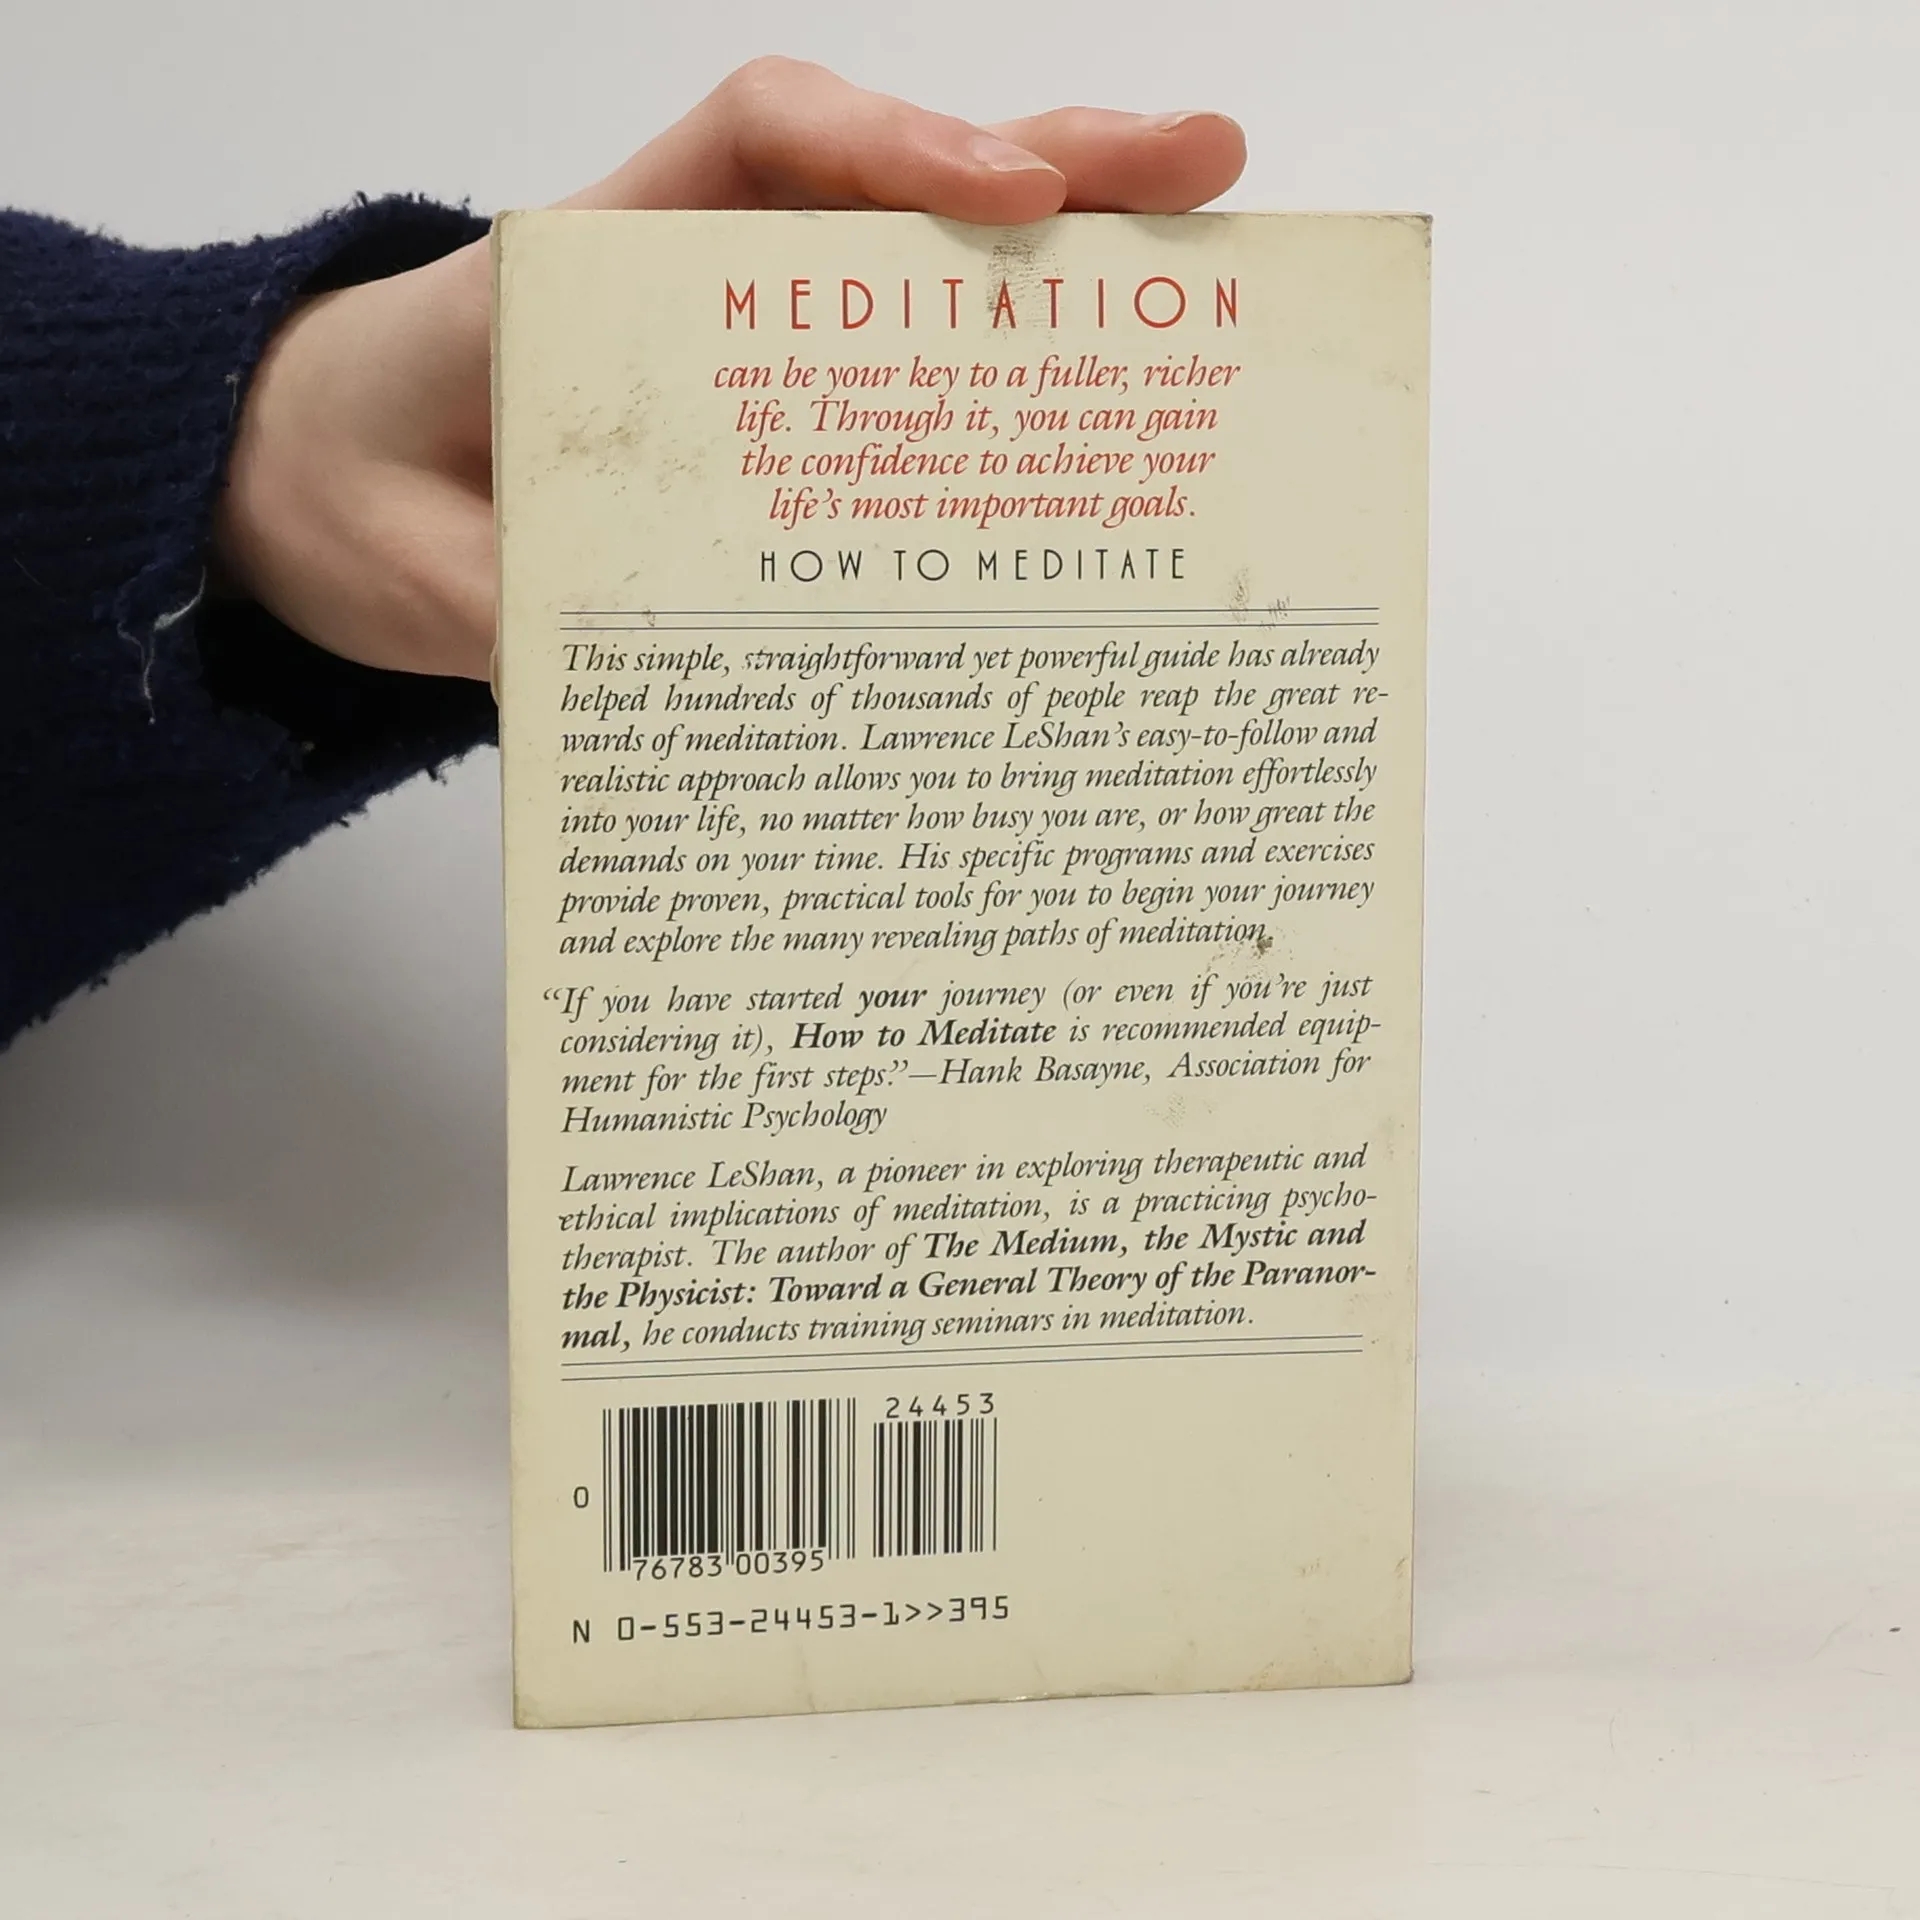 MEDITATION
can be your key to a fuller, richer
life. Through it, you can gain
the confidence to achieve your
life's most important goals.
HOW TO MEDITATE
This simple, straightforward yet powerful guide has already
helped hundreds of thousands of people reap the great re-
wards of meditation. Lawrence LeShan's easy-to-follow and
realistic approach allows you to bring meditation effortlessly
into your life, no matter how busy you are, or how great the
demands on your time. His specific programs and exercises
provide proven, practical tools for you to begin your journey
and explore the many revealing paths of meditation.
“If you have started your journey (or even if you're just
considering it), How to Meditate is recommended equip-
ment for the first steps.”—Hank Basayne, Association for
Humanistic Psychology
Lawrence LeShan, a pioneer in exploring therapeutic and
ethical implications of meditation, is a practicing psycho-
therapist. The author of The Medium, the Mystic and
the Physicist: Toward a General Theory of the Paranor-
mal, he conducts training seminars in meditation.
24453
0
76783 00395
N 0-553-24453-1>>395